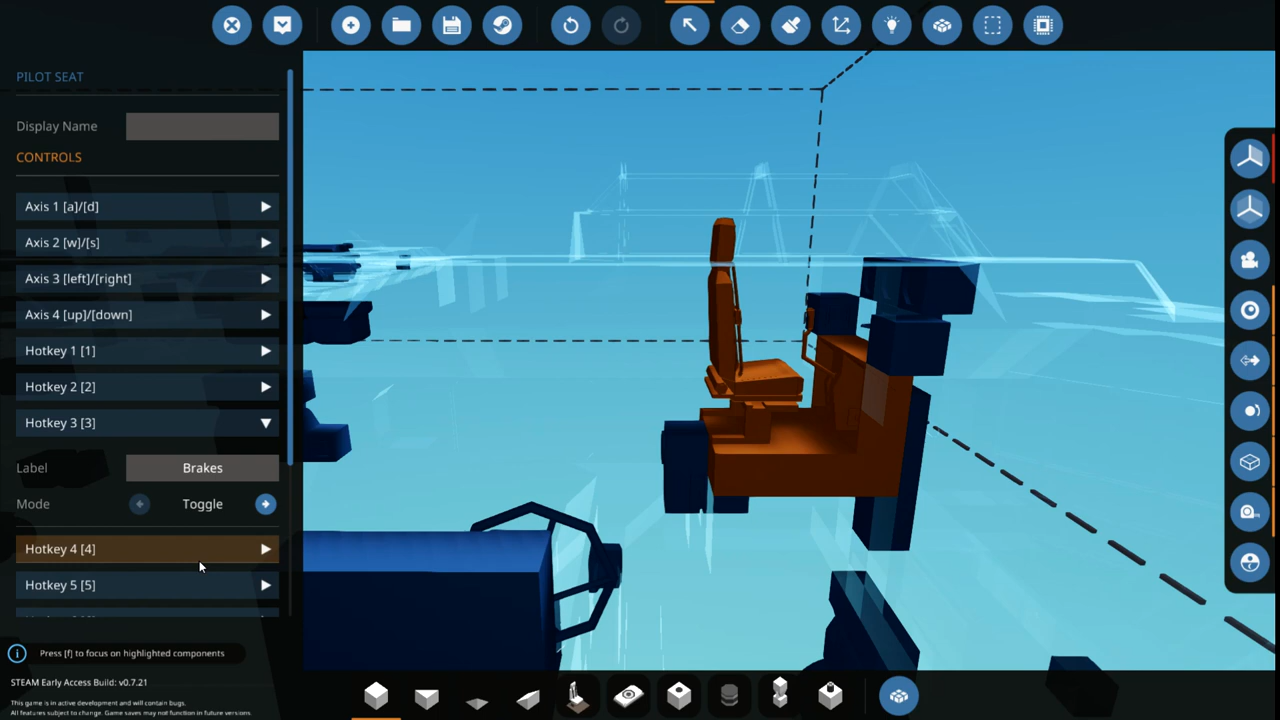 PILOT SEAT
Display Name
CONTROLS
Axis 1 [a]/[d]
Axis 2 [w]/[s]
Axis 3 [left]/[right]
Axis 4 [up]/[down]
Hotkey 1 [1]
Hotkey 2 [2]
Hotkey 3 [3]
Label Brakes
Mode Toggle
Hotkey 4 [4]
Hotkey 5 [5]
Press [f] to focus on highlighted components
STEAM Early Access Build: v0.7.21
This game is in active development and will contain bugs.
All features subject to change. Game saves may not function in future versions